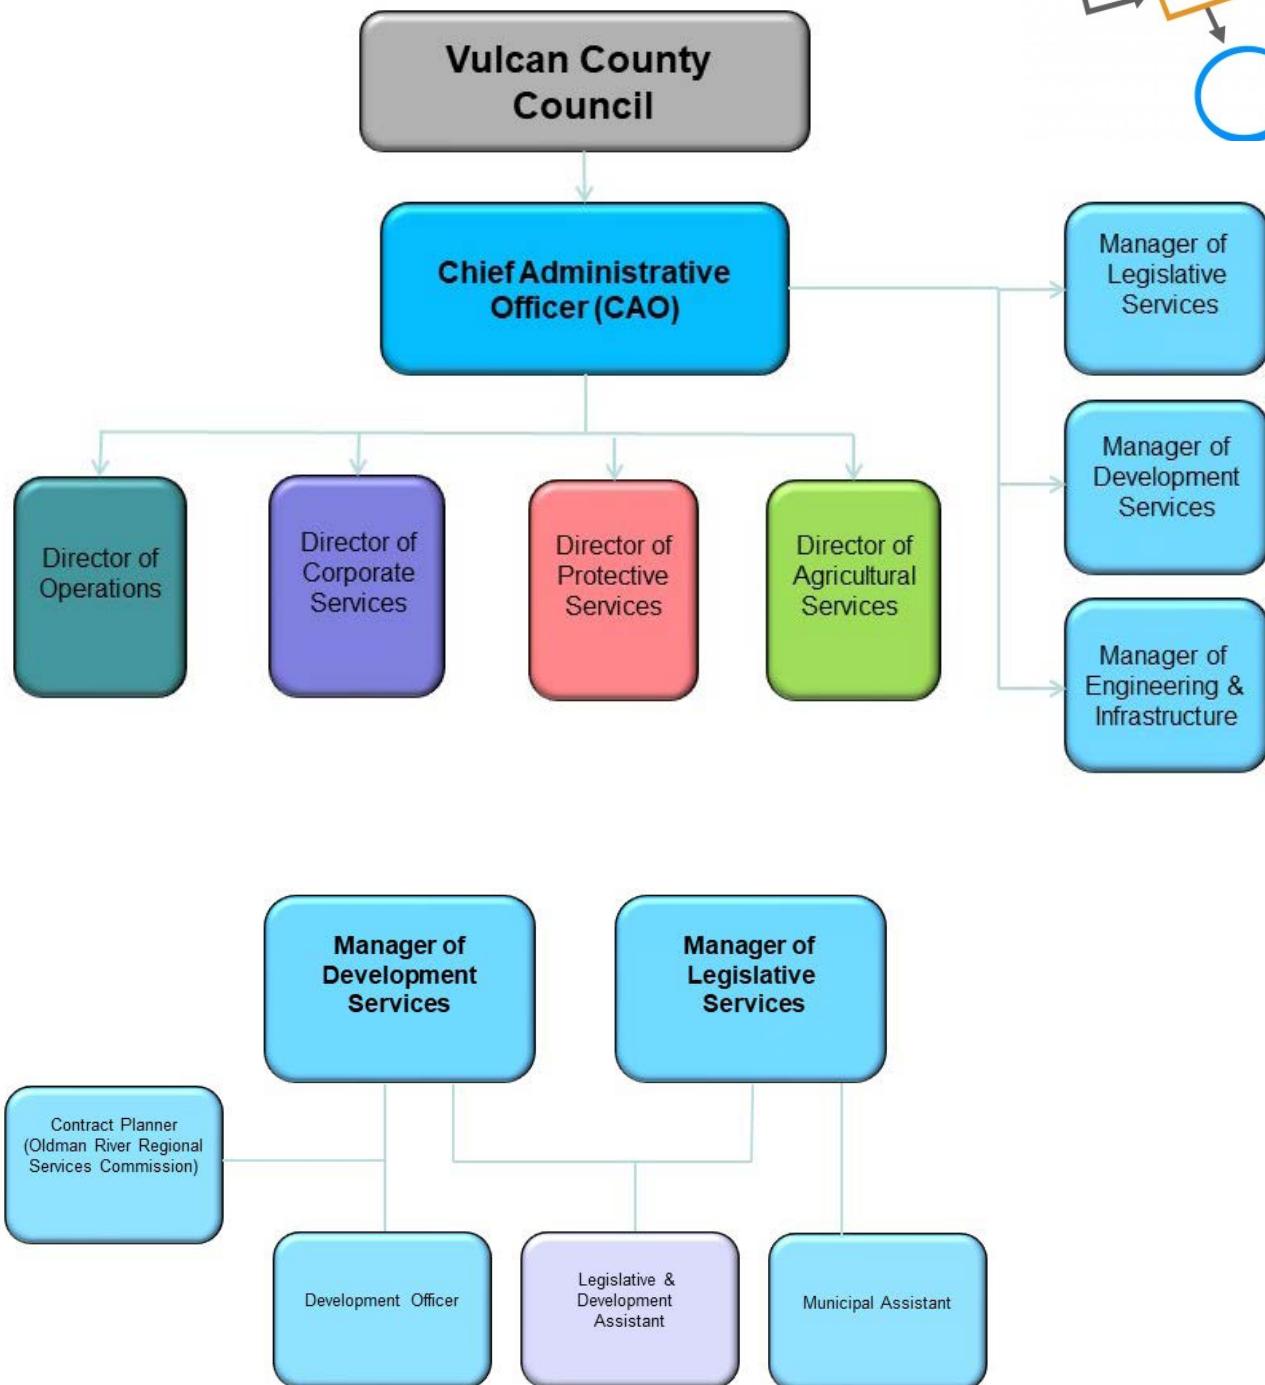 Vulcan County
Council
Chief Administrative
Officer (CAO)
Manager of
Legislative
Services
Manager of
Development
Services
Manager of
Engineering &
Infrastructure
Director of
Operations
Director of
Corporate
Services
Director of
Protective
Services
Director of
Agricultural
Services
Manager of
Development
Services
Manager of
Legislative
Services
Contract Planner
(Oldman River Regional
Services Commission)
Development Officer
Legislative &
Development
Assistant
Municipal Assistant